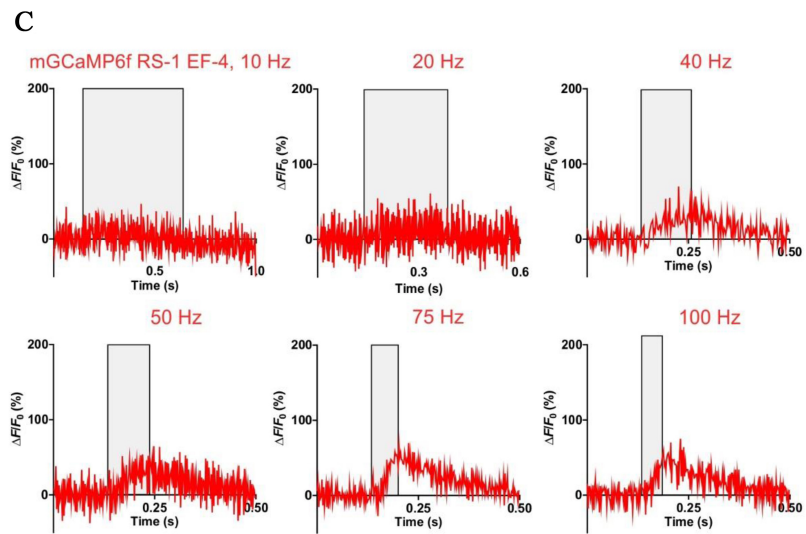 C
mGCaMP6f RS-1 EF-4, 10 Hz
200
100
0
ΔF/F0 (%)
0.5
1.0
Time (s)
20 Hz
200
100
0
ΔF/F0 (%)
0.3
0.6
Time (s)
40 Hz
200
100
0
ΔF/F0 (%)
0.25
0.50
Time (s)
50 Hz
200
100
0
ΔF/F0 (%)
0.25
0.50
Time (s)
75 Hz
200
100
0
ΔF/F0 (%)
0.25
0.50
Time (s)
100 Hz
200
100
0
ΔF/F0 (%)
0.25
0.50
Time (s)